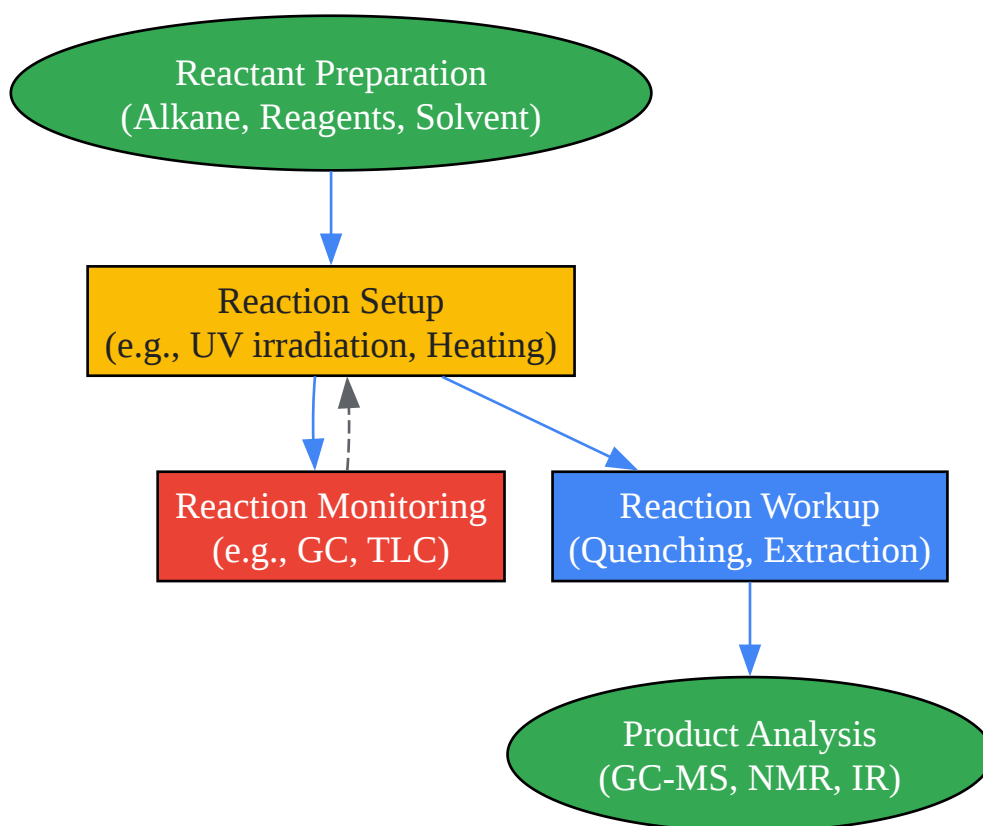 Reactant Preparation
(Alkane, Reagents, Solvent)
Reaction Setup
(e.g., UV irradiation, Heating)
Reaction Monitoring
(e.g., GC, TLC)
Reaction Workup
(Quenching, Extraction)
Product Analysis
(GC-MS, NMR, IR)